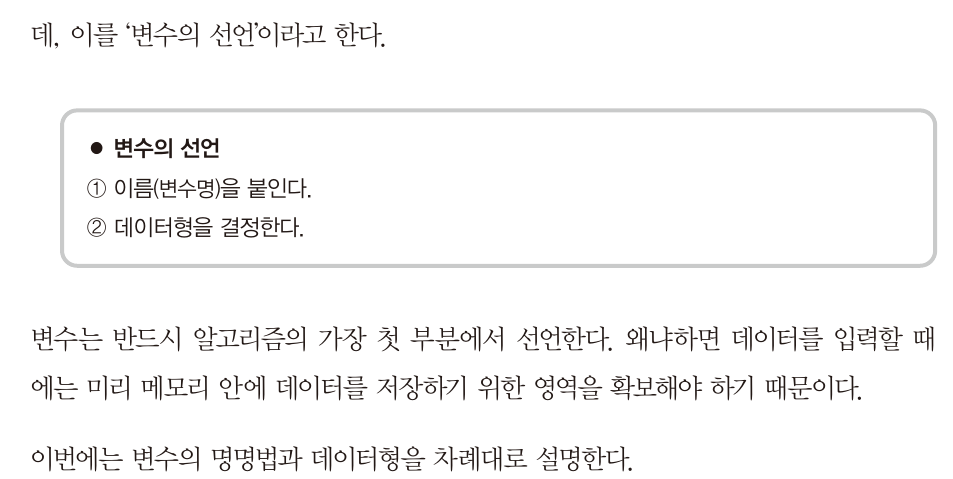 데, 이를 ‘변수의 선언’이라고 한다.
● 변수의 선언
① 이름(변수명)을 붙인다.
② 데이터형을 결정한다.
변수는 반드시 알고리즘의 가장 첫 부분에서 선언한다. 왜냐하면 데이터를 입력할 때
에는 미리 메모리 안에 데이터를 저장하기 위한 영역을 확보해야 하기 때문이다.
이번에는 변수의 명명법과 데이터형을 차례대로 설명한다.